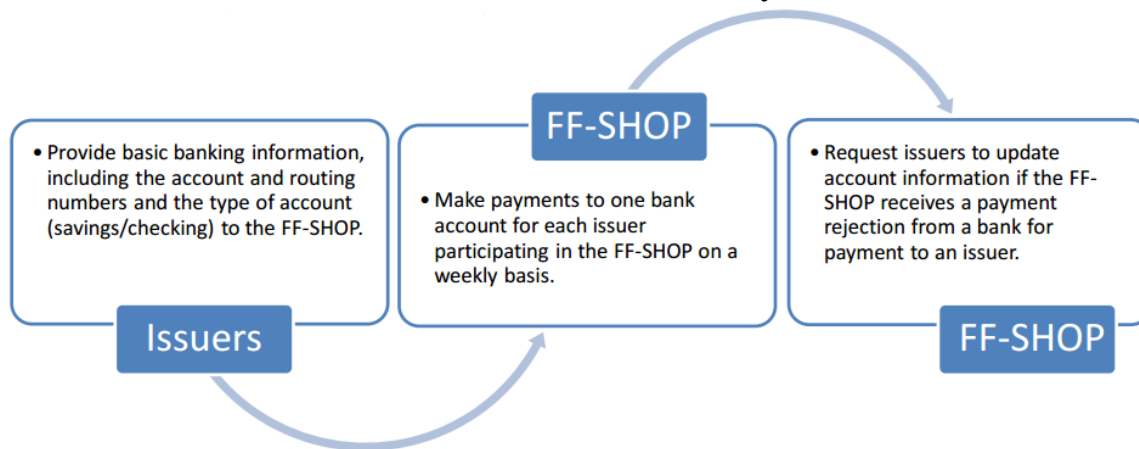 • Provide basic banking information,
including the account and routing
numbers and the type of account
(savings/checking) to the FF-SHOP.
Issuers
FF-SHOP
• Make payments to one bank
account for each issuer
participating in the FF-SHOP on a
weekly basis.
• Request issuers to update
account information if the FF-
SHOP receives a payment
rejection from a bank for
payment to an issuer.
FF-SHOP